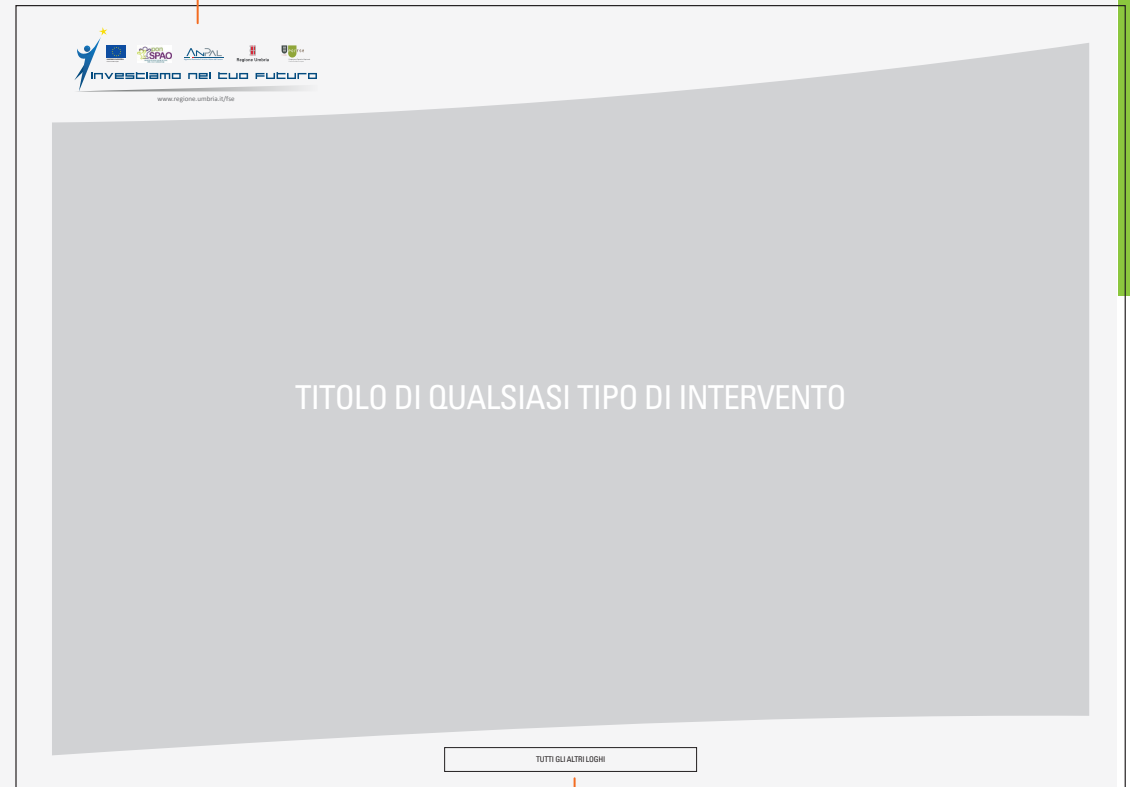 SPAO
ANPAL
Regione Umbria
Investiamo nel tuo Futuro
www.regione.umbria.it/fse
TITOLO DI QUALSIASI TIPO DI INTERVENTO
TUTTI GLI ALTRI LOGHI